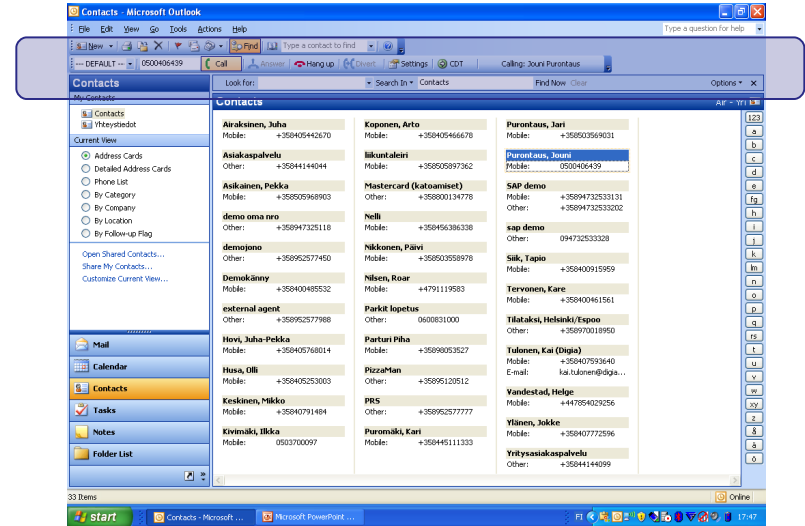 Contacts - Microsoft Outlook
File Edit View Go Tools Actions Help
Type a question for help
New Find Type a contact to find
--- DEFAULT -- 0500406439 Call Answer Hang up Divert Settings CDT Calling: Jouni Purontaus
Contacts
Look for: Search In Contacts Find Now Clear Options
My Contacts
Contacts
Yhteystiedot
Current View
Address Cards
Detailed Address Cards
Phone List
By Category
By Company
By Location
By Follow-up Flag
Open Shared Contacts...
Share My Contacts...
Customize Current View...
Mail
Calendar
Contacts
Tasks
Notes
Folder List
Contacts
Air - Yri
Airaksinen, Juha
Mobile: +358405442670
Asiakaspalvelu
Other: +35844144044
Asikainen, Pekka
Mobile: +358505968903
demo oma nro
Other: +358947325118
demojono
Other: +358952577450
Demokänny
Mobile: +358400485532
external agent
Other: +358952577988
Hovi, Juha-Pekka
Mobile: +358405768014
Husa, Olli
Mobile: +358405253003
Keskinen, Mikko
Mobile: +35840791484
Kivimäki, Ilkka
Mobile: 0503700097
Koponen, Arto
Mobile: +358405466678
liikuntaleiri
Mobile: +358505897362
Mastercard (katoamiset)
Other: +358800134778
Nelli
Mobile: +358456386338
Nikkonen, Päivi
Mobile: +358503558978
Nilsen, Roar
Mobile: +4791119583
Parkit lopetus
Other: 0600831000
Parturi Piha
Mobile: +35898053527
PizzaMan
Other: +35895120512
PRS
Other: +358952577777
Puromäki, Kari
Mobile: +358445111333
Purontaus, Jari
Mobile: +358503569031
Purontaus, Jouni
Mobile: 0500406439
SAP demo
Mobile: +35894732533131
Other: +35894732533202
sap demo
Other: 094732533328
Siik, Tapio
Mobile: +358400915959
Tervonen, Kare
Mobile: +358400461561
Tilataksi, Helsinki/Espoo
Other: +358970018950
Tulonen, Kai (Digia)
Mobile: +358407593640
E-mail: kai.tulonen@digia...
Vandestad, Helge
Mobile: +447854029256
Ylänen, Jokke
Mobile: +358407772596
Yritysasiakaspalvelu
Other: +35844144099
123
a
b
c
d
e
fg
h
i
j
k
lm
n
o
p
q
rs
t
u
v
w
xy
z
å
ä
ö
33 Items
Online
start Contacts - Microsoft ... Microsoft PowerPoint ... FI 17:47